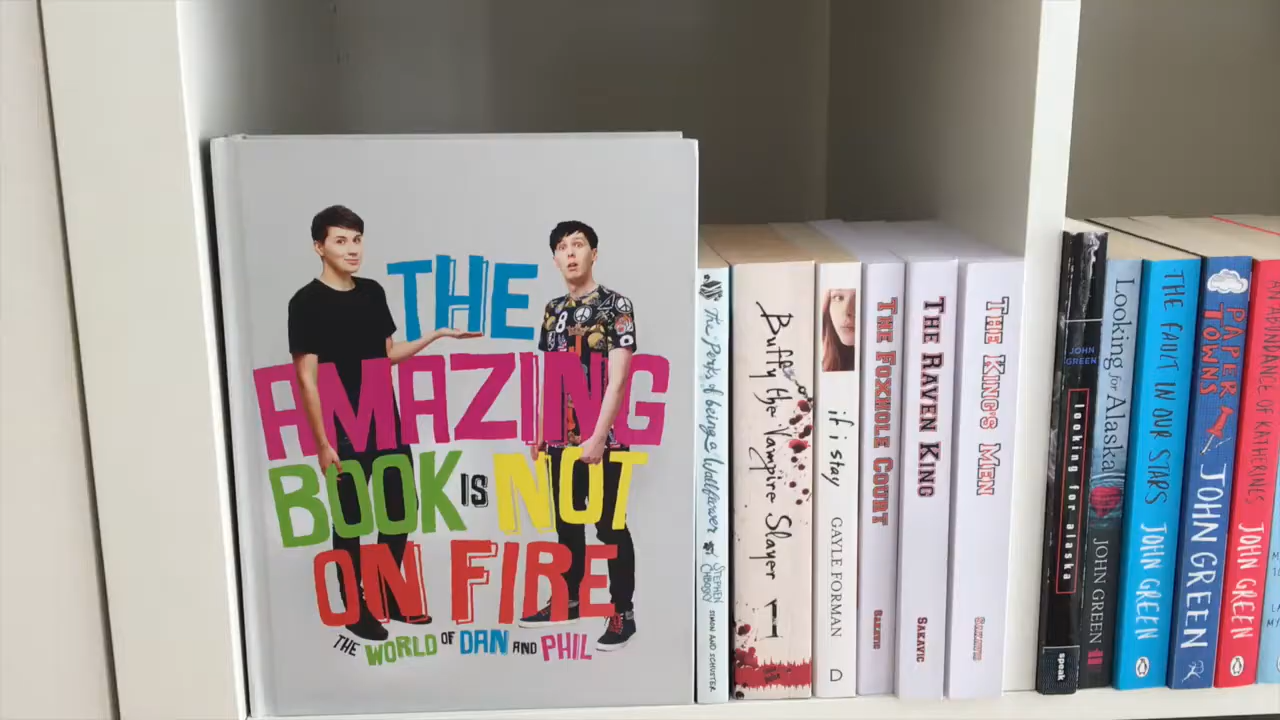 THE
AMAZING
BOOK IS NOT
ON FIRE
THE WORLD OF DAN AND PHIL
The Perks of being a Wallflower STEPHEN CHBOSKY SIMON AND SCHUSTER
Buffy the Vampire Slayer
if i stay GAYLE FORMAN D
THE FOXHOLE COURT SAKAVIC
THE RAVEN KING SAKAVIC
THE KING'S MEN SAKAVIC
JOHN GREEN looking for alaska speak
Looking for Alaska JOHN GREEN
THE FAULT IN OUR STARS JOHN GREEN
PAPER TOWNS JOHN GREEN
AN ABUNDANCE OF KATHERINES JOHN GREEN